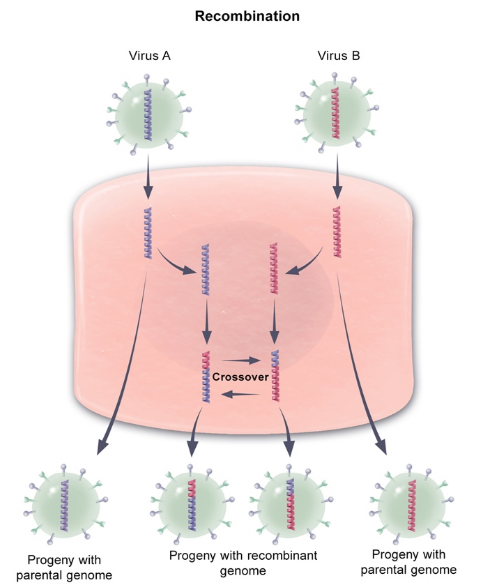 Recombination
Virus A
Virus B
Crossover
Progeny with
parental genome
Progeny with recombinant
genome
Progeny with
parental genome